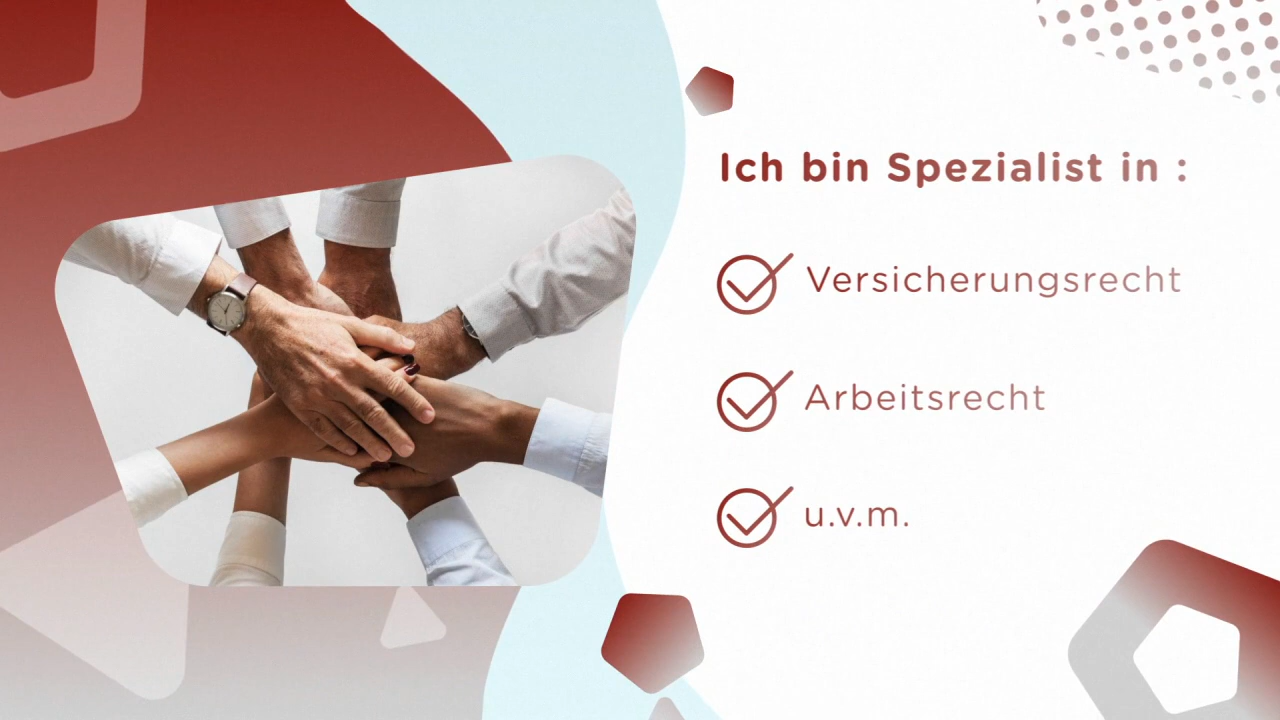 Ich bin Spezialist in :
Versicherungsrecht
Arbeitsrecht
u.v.m.